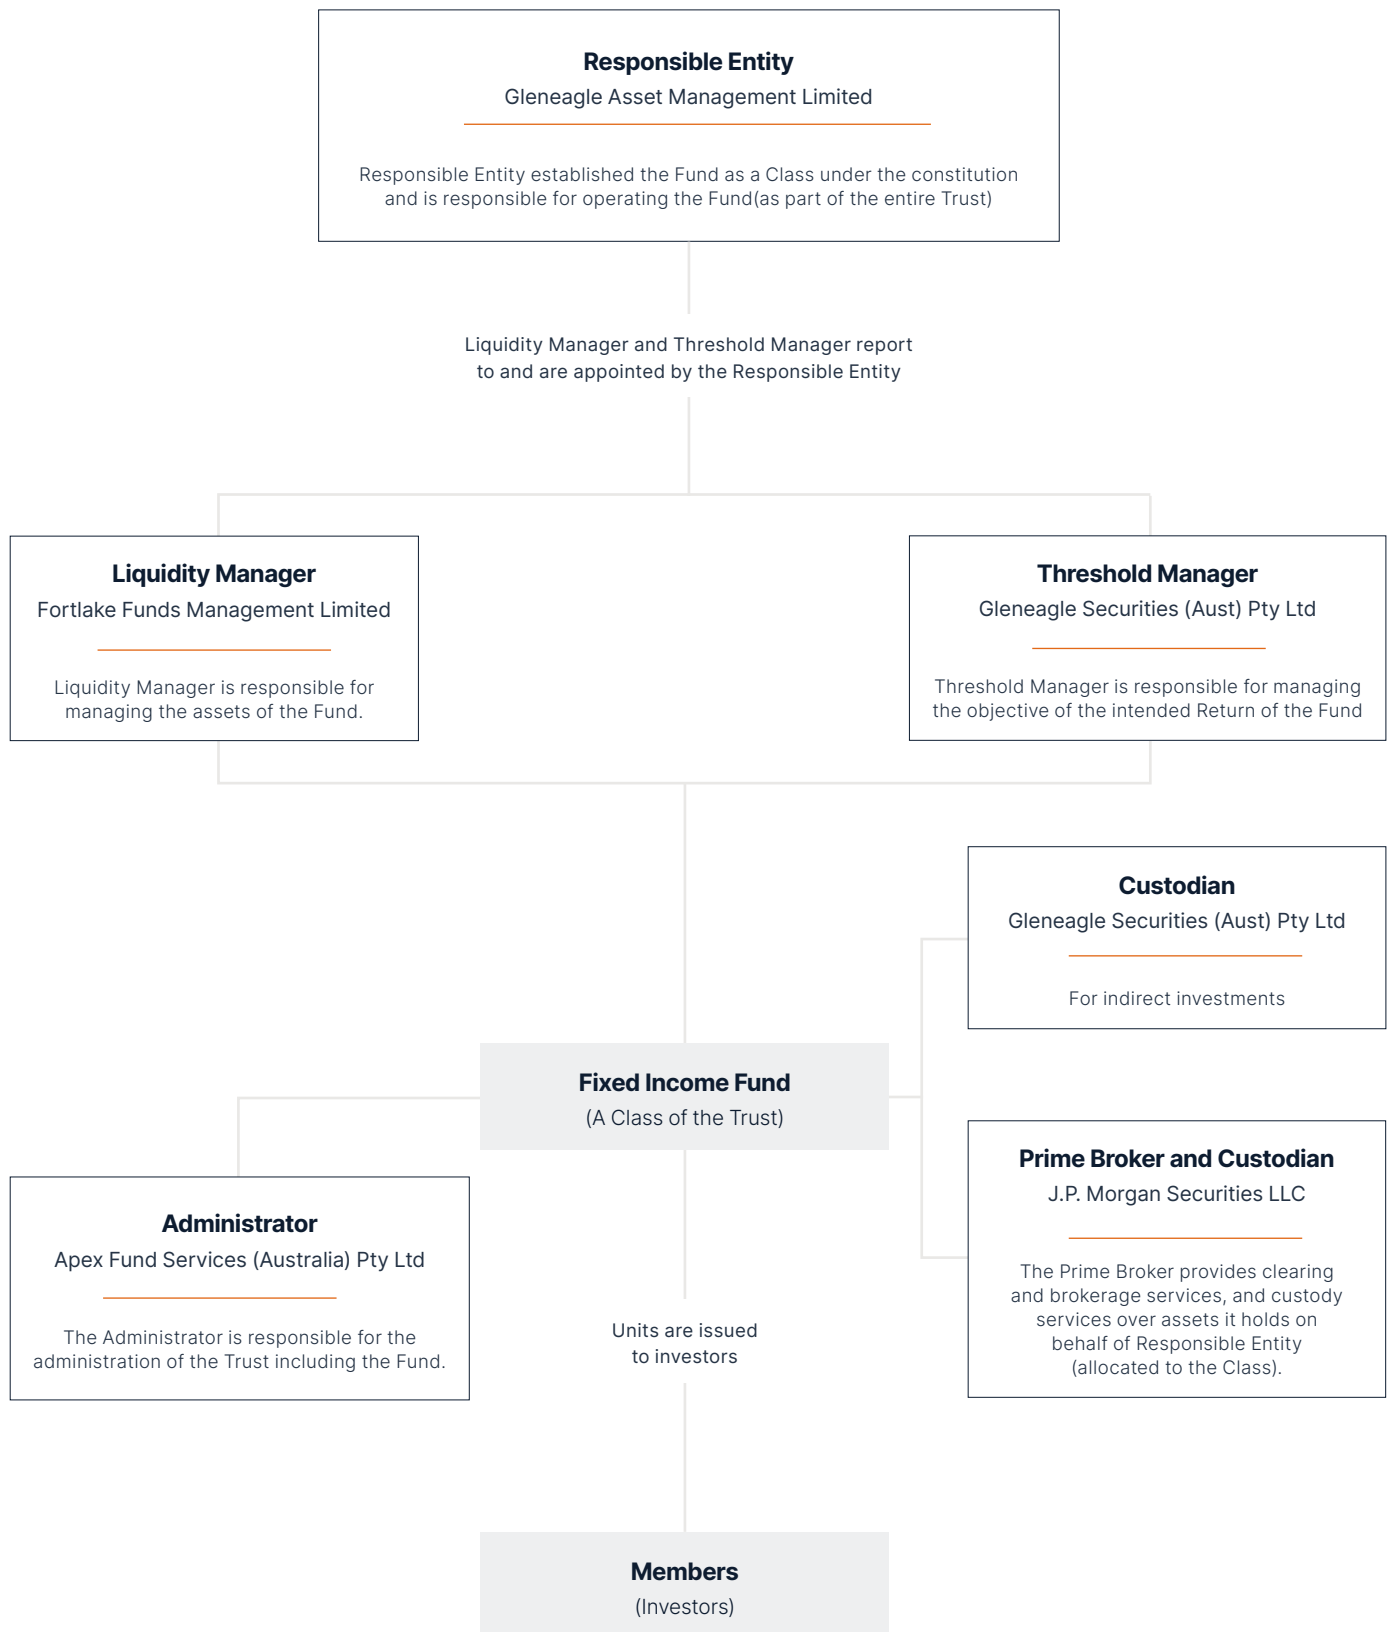 Responsible Entity
Gleneagle Asset Management Limited
Responsible Entity established the Fund as a Class under the constitution
and is responsible for operating the Fund(as part of the entire Trust)
Liquidity Manager and Threshold Manager report
to and are appointed by the Responsible Entity
Liquidity Manager
Fortlake Funds Management Limited
Liquidity Manager is responsible for
managing the assets of the Fund.
Threshold Manager
Gleneagle Securities (Aust) Pty Ltd
Threshold Manager is responsible for managing
the objective of the intended Return of the Fund
Custodian
Gleneagle Securities (Aust) Pty Ltd
For indirect investments
Fixed Income Fund
(A Class of the Trust)
Prime Broker and Custodian
J.P. Morgan Securities LLC
The Prime Broker provides clearing
and brokerage services, and custody
services over assets it holds on
behalf of Responsible Entity
(allocated to the Class).
Administrator
Apex Fund Services (Australia) Pty Ltd
The Administrator is responsible for the
administration of the Trust including the Fund.
Units are issued
to investors
Members
(Investors)